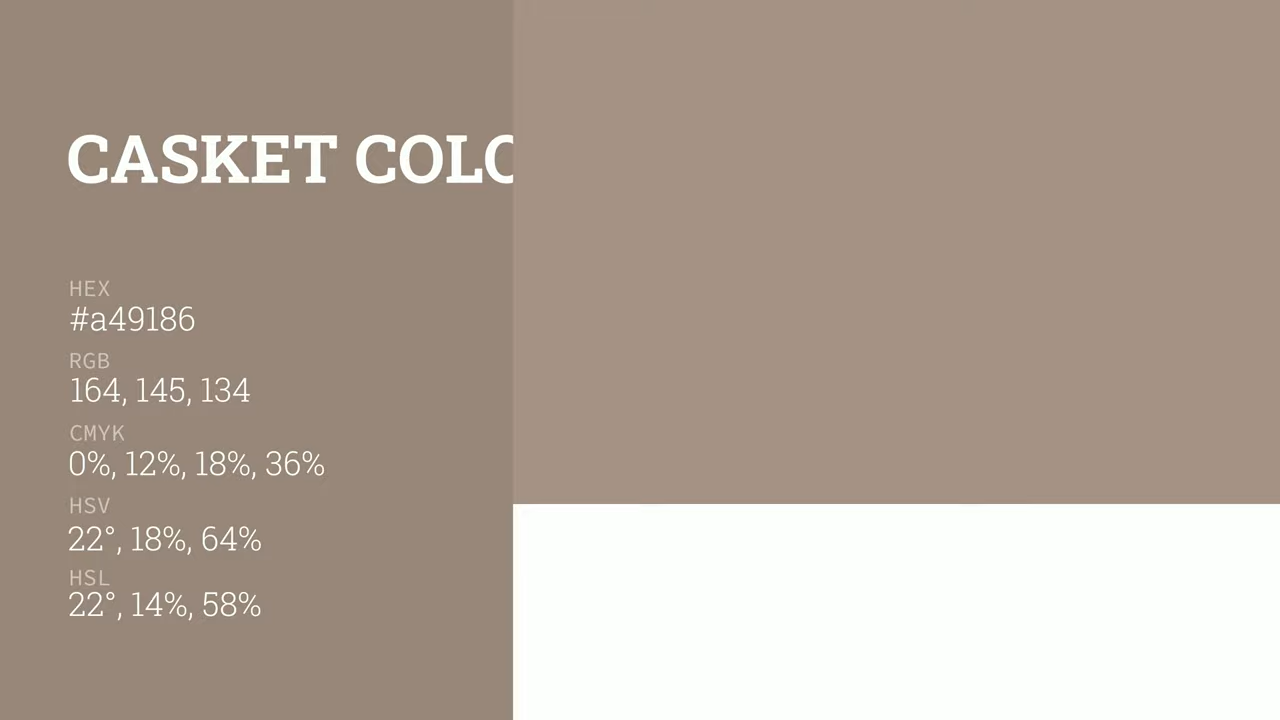 CASKET COLO
HEX
#a49186
RGB
164, 145, 134
CMYK
0%, 12%, 18%, 36%
HSV
22°, 18%, 64%
HSL
22°, 14%, 58%